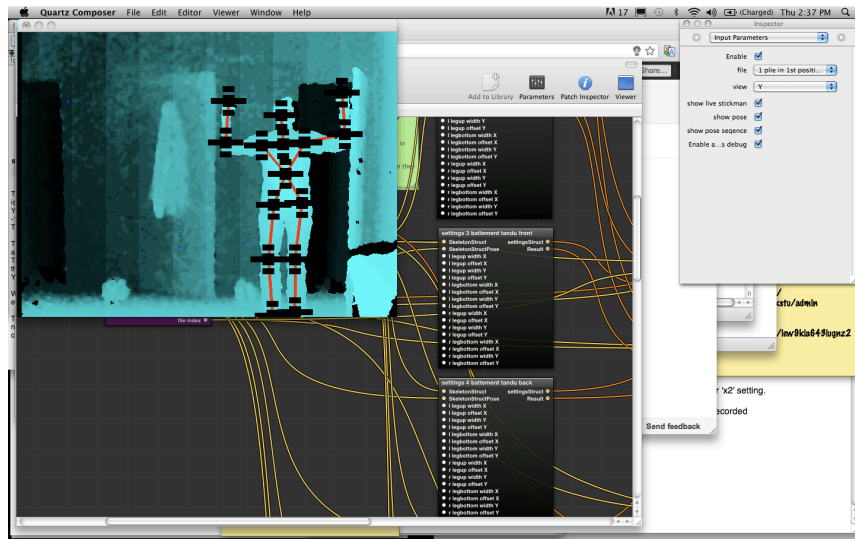 Quartz Composer File Edit Editor Viewer Window Help
17 (Charged) Thu 2:37 PM
Inspector
Input Parameters
Enable
file 1 plie in 1st positi...
view Y
show live stickman
show pose
show pose seqence
Enable a...s debug
hare...
Add to Library Parameters Patch Inspector Viewer
l legup width Y
l legup offset Y
l legbottom width X
l legbottom offset X
l legbottom width Y
l legbottom offset Y
r legup width X
r legup offset X
r legup width Y
r legup offset Y
r legbottom width X
r legbottom offset X
r legbottom width Y
r legbottom offset Y
settings 3 battement tandu front
SkeletonStruct settingsStruct
SkeletonStructPose Result
l legup width X
l legup offset X
l legup width Y
l legup offset Y
l legbottom width X
l legbottom offset X
l legbottom width Y
l legbottom offset Y
r legup width X
r legup offset X
r legup width Y
r legup offset Y
r legbottom width X
r legbottom offset X
r legbottom width Y
r legbottom offset Y
file index
settings 4 battement tandu back
SkeletonStruct settingsStruct
SkeletonStructPose Result
l legup width X
l legup offset X
l legup width Y
l legup offset Y
l legbottom width X
l legbottom offset X
l legbottom width Y
l legbottom offset Y
r legup width X
r legup offset X
r legup width Y
r legup offset Y
r legbottom width X
r legbottom offset X
r legbottom width Y
kstu/admin
/lew9kla643iugnz2
r 'x2' setting.
ecorded
Send feedback